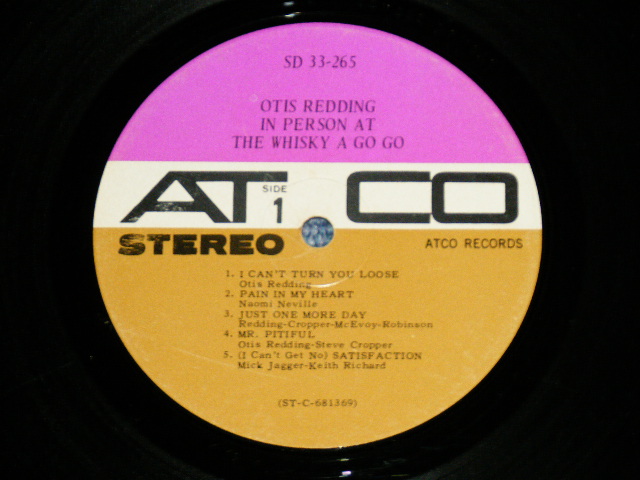 SD 33-265
OTIS REDDING
IN PERSON AT
THE WHISKY A GO GO
ATCO
SIDE
1
STEREO
ATCO RECORDS
1. I CAN'T TURN YOU LOOSE
Otis Redding
2. PAIN IN MY HEART
Naomi Neville
3. JUST ONE MORE DAY
Redding-Cropper-McEvoy-Robinson
4. MR. PITIFUL
Otis Redding-Steve Cropper
5. (I Can't Get No) SATISFACTION
Mick Jagger-Keith Richard
(ST-C-681369)